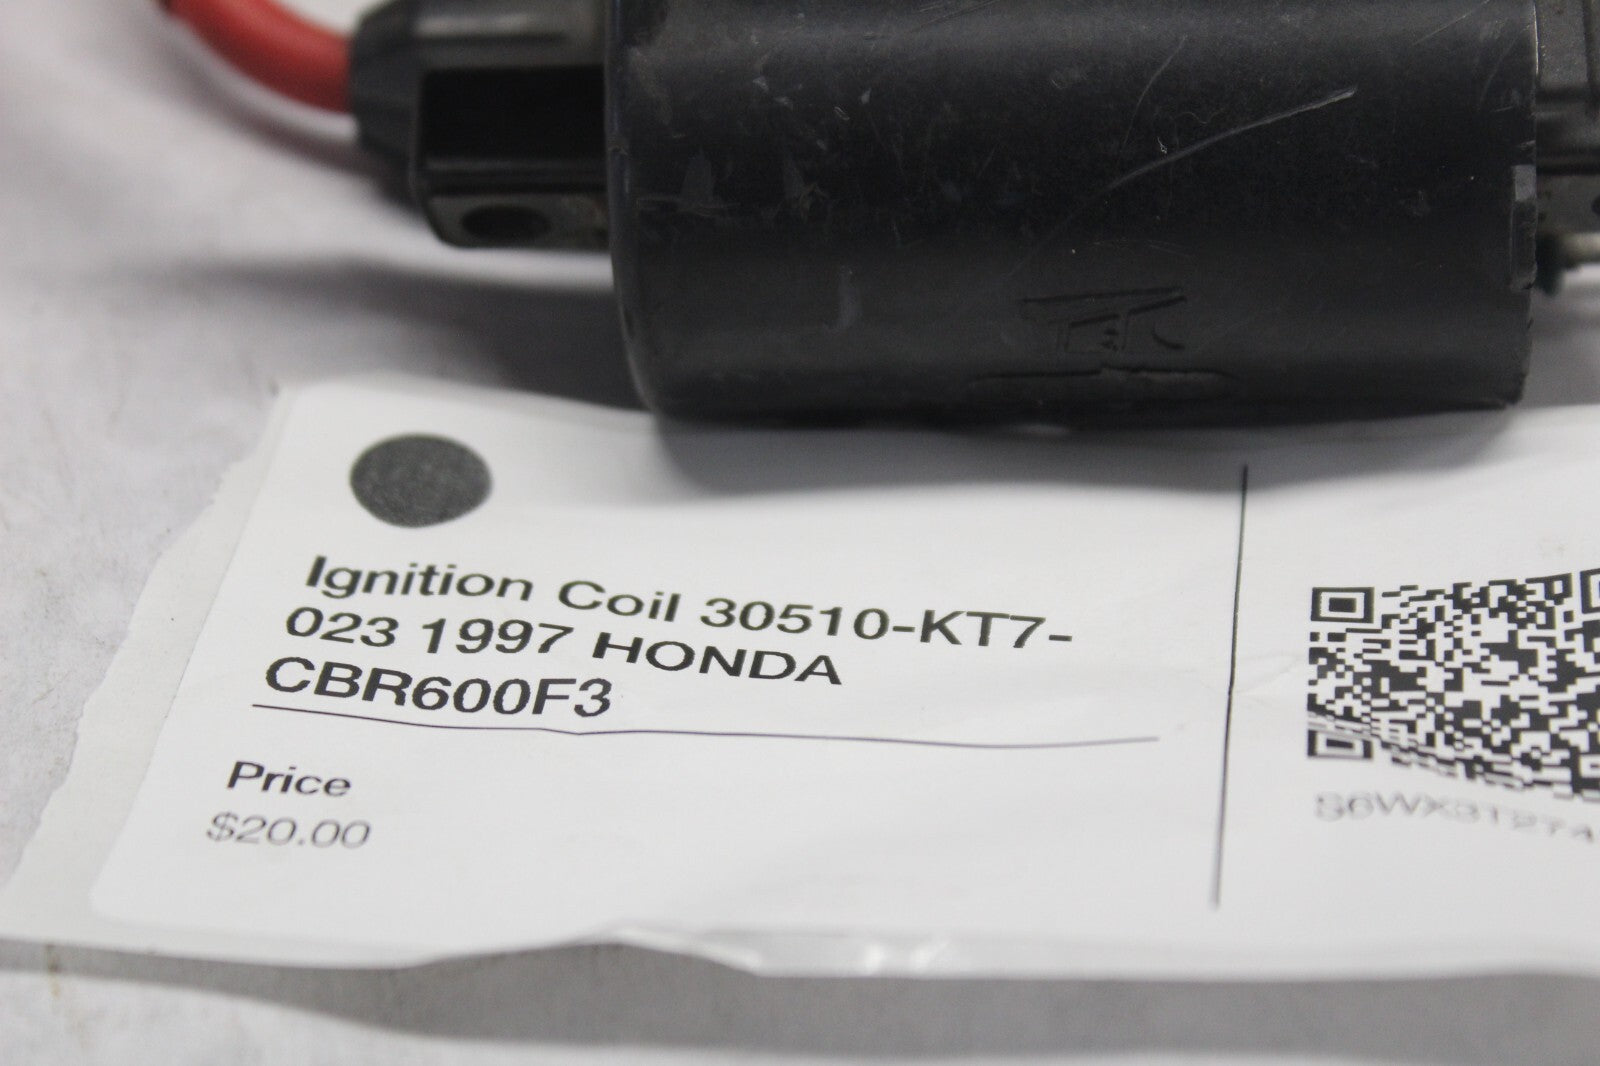 Ignition Coil 30510-KT7-
023 1997 HONDA
CBR600F3
Price
$20.00